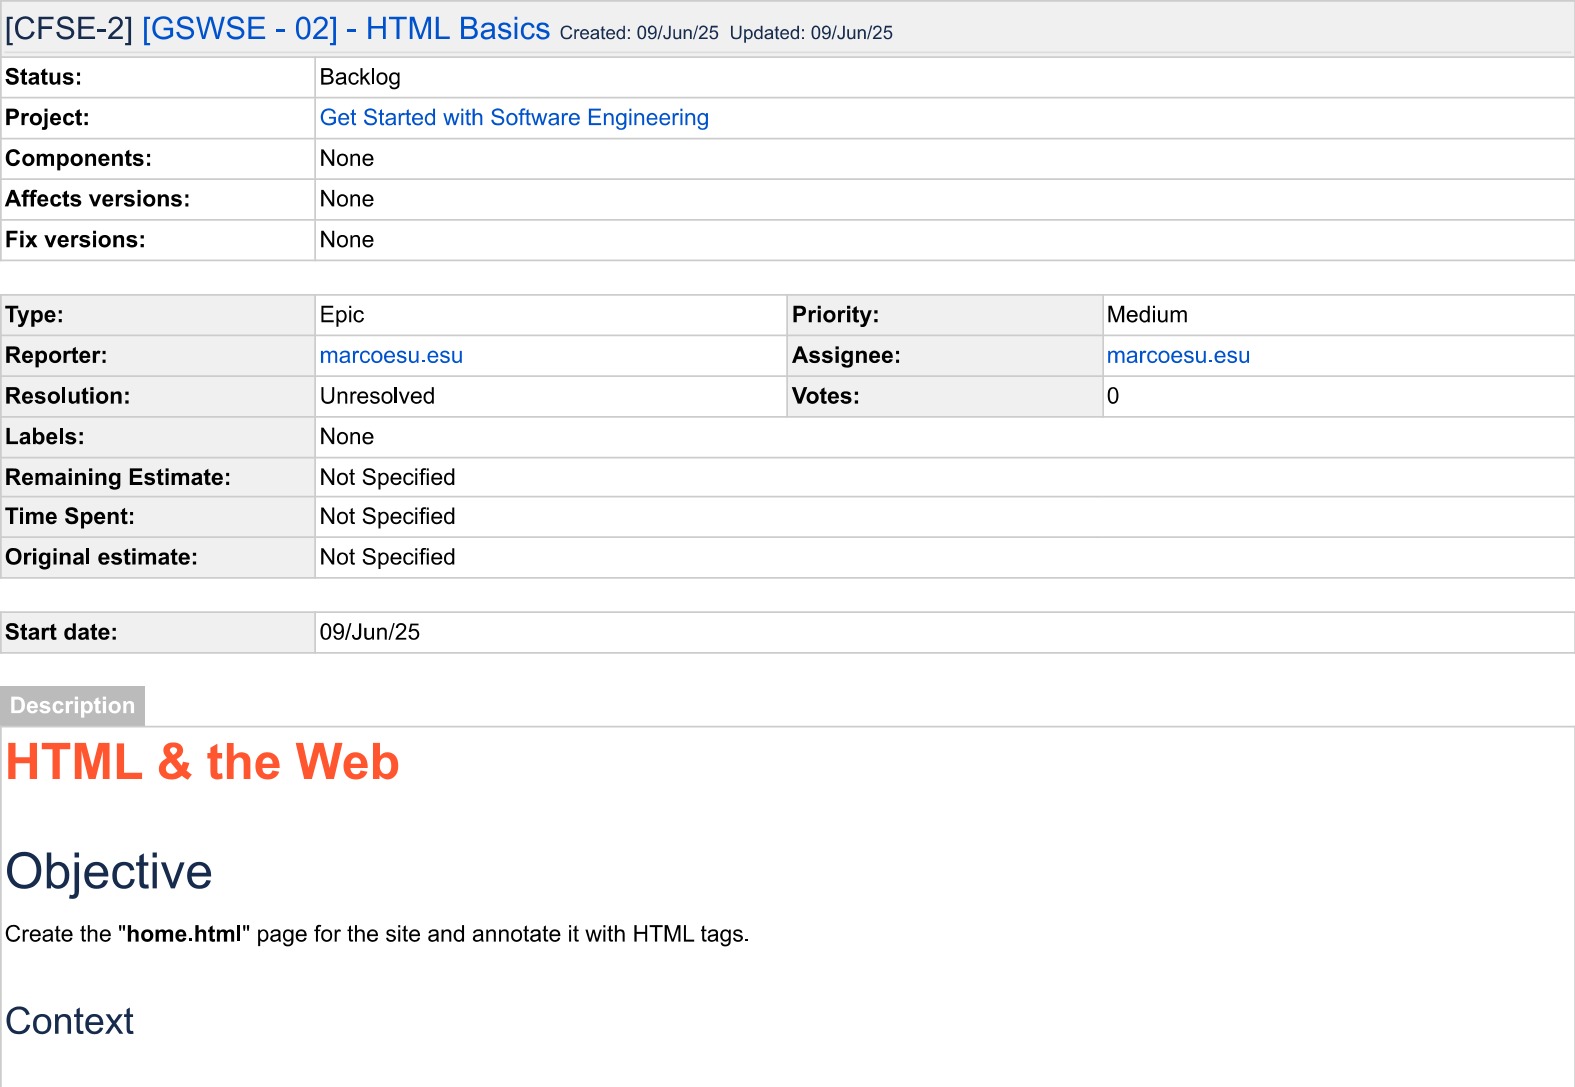 [CFSE-2] [GSWSE - 02] - HTML Basics Created: 09/Jun/25 Updated: 09/Jun/25
Status: Backlog
Project: Get Started with Software Engineering
Components: None
Affects versions: None
Fix versions: None
Type: Epic Priority: Medium
Reporter: marcoesu.esu Assignee: marcoesu.esu
Resolution: Unresolved Votes: 0
Labels: None
Remaining Estimate: Not Specified
Time Spent: Not Specified
Original estimate: Not Specified
Start date: 09/Jun/25
Description
HTML & the Web
Objective
Create the "home.html" page for the site and annotate it with HTML tags.
Context